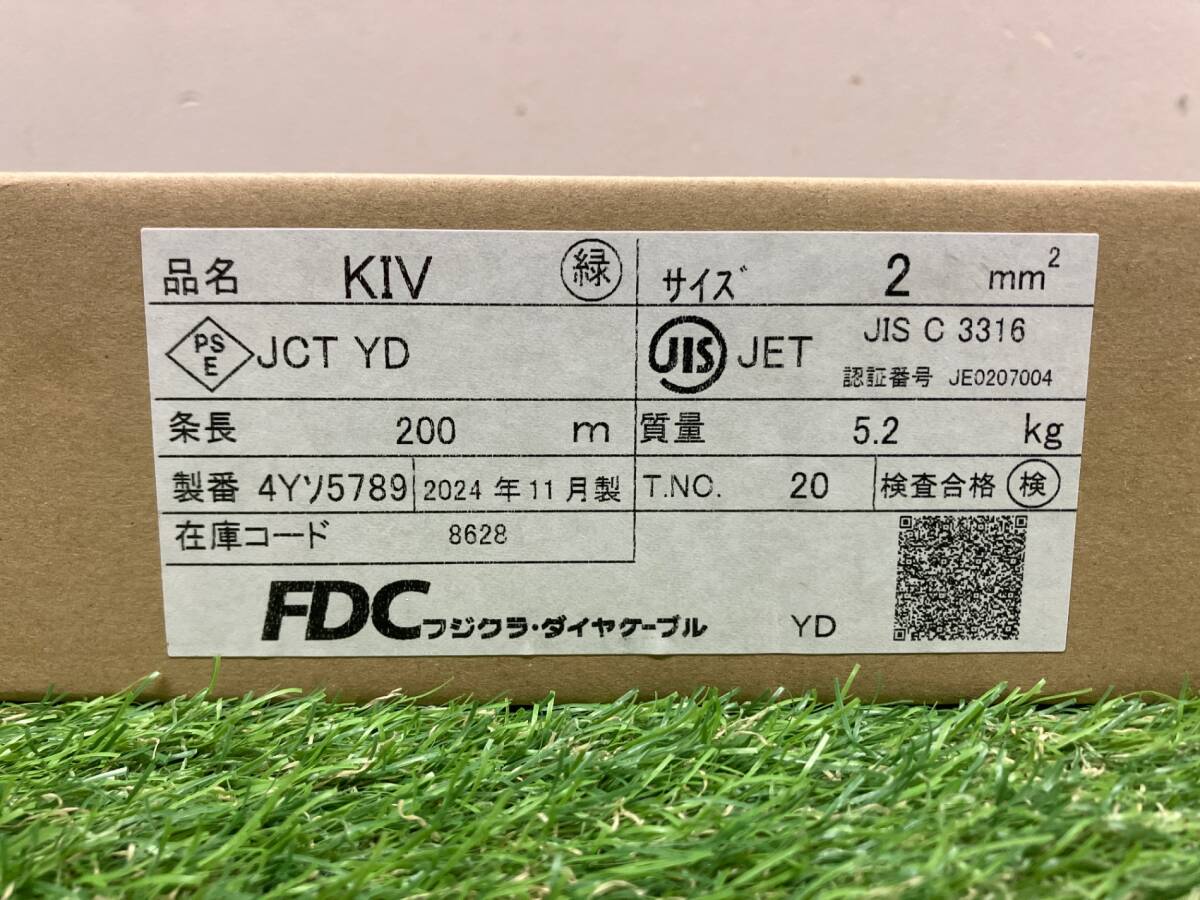 品名 KIV 緑 サイズ 2 mm²
PSE JCT YD JIS JET JIS C 3316
認証番号 JE0207004
条長 200 m 質量 5.2 kg
製番 4Yソ5789 2024 年 11 月製 T.NO. 20 検査合格 検
在庫コード 8628
FDC フジクラ・ダイヤケーブル YD